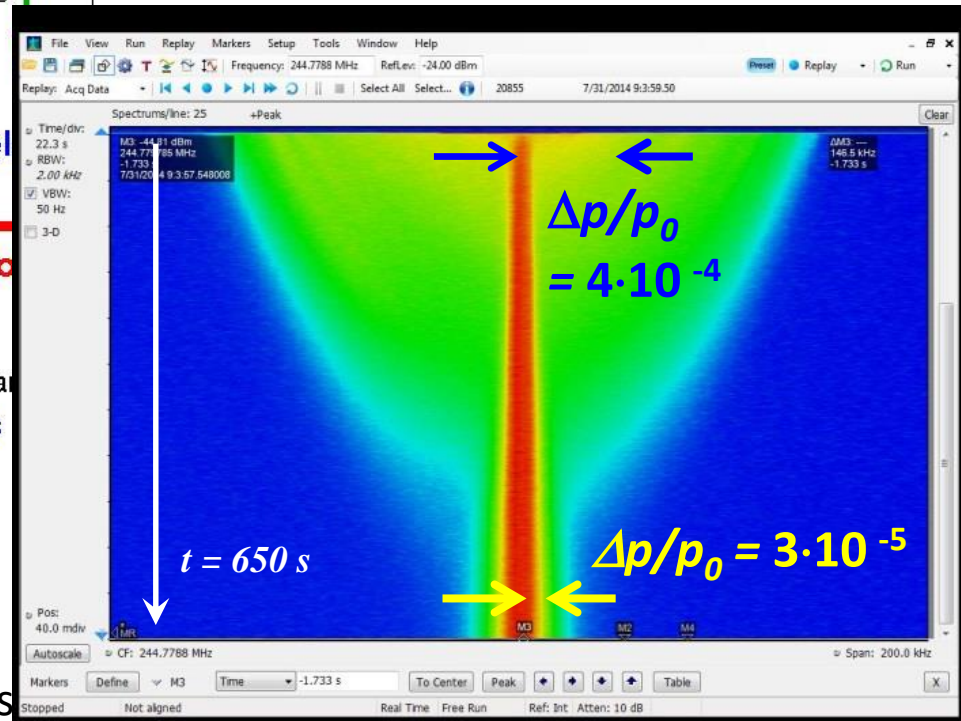 File View Run Replay Markers Setup Tools Window Help
Frequency: 244.7788 MHz RefLev: -24.00 dBm Preset Replay Run
Replay: Acq Data Select All Select... 20855 7/31/2014 9:3:59.50
Spectrums/line: 25 +Peak Clear
Time/div:
22.3 s
RBW:
2.00 kHz
VBW:
50 Hz
3-D
M3: -44.81 dBm
244.779785 MHz
-1.733
7/31/2014 9:3:57.548008
ΔM3: ---
146.5 kHz
-1.733 s
Δp/p0
= 4·10 -4
t = 650 s
Δp/p0 = 3·10 -5
Pos:
40.0 mdiv
MR M3 M2 M4
Autoscale CF: 244.7788 MHz Span: 200.0 kHz
Markers Define M3 Time -1.733 s To Center Peak Table X
Stopped Not aligned Real Time Free Run Ref: Int Atten: 10 dB